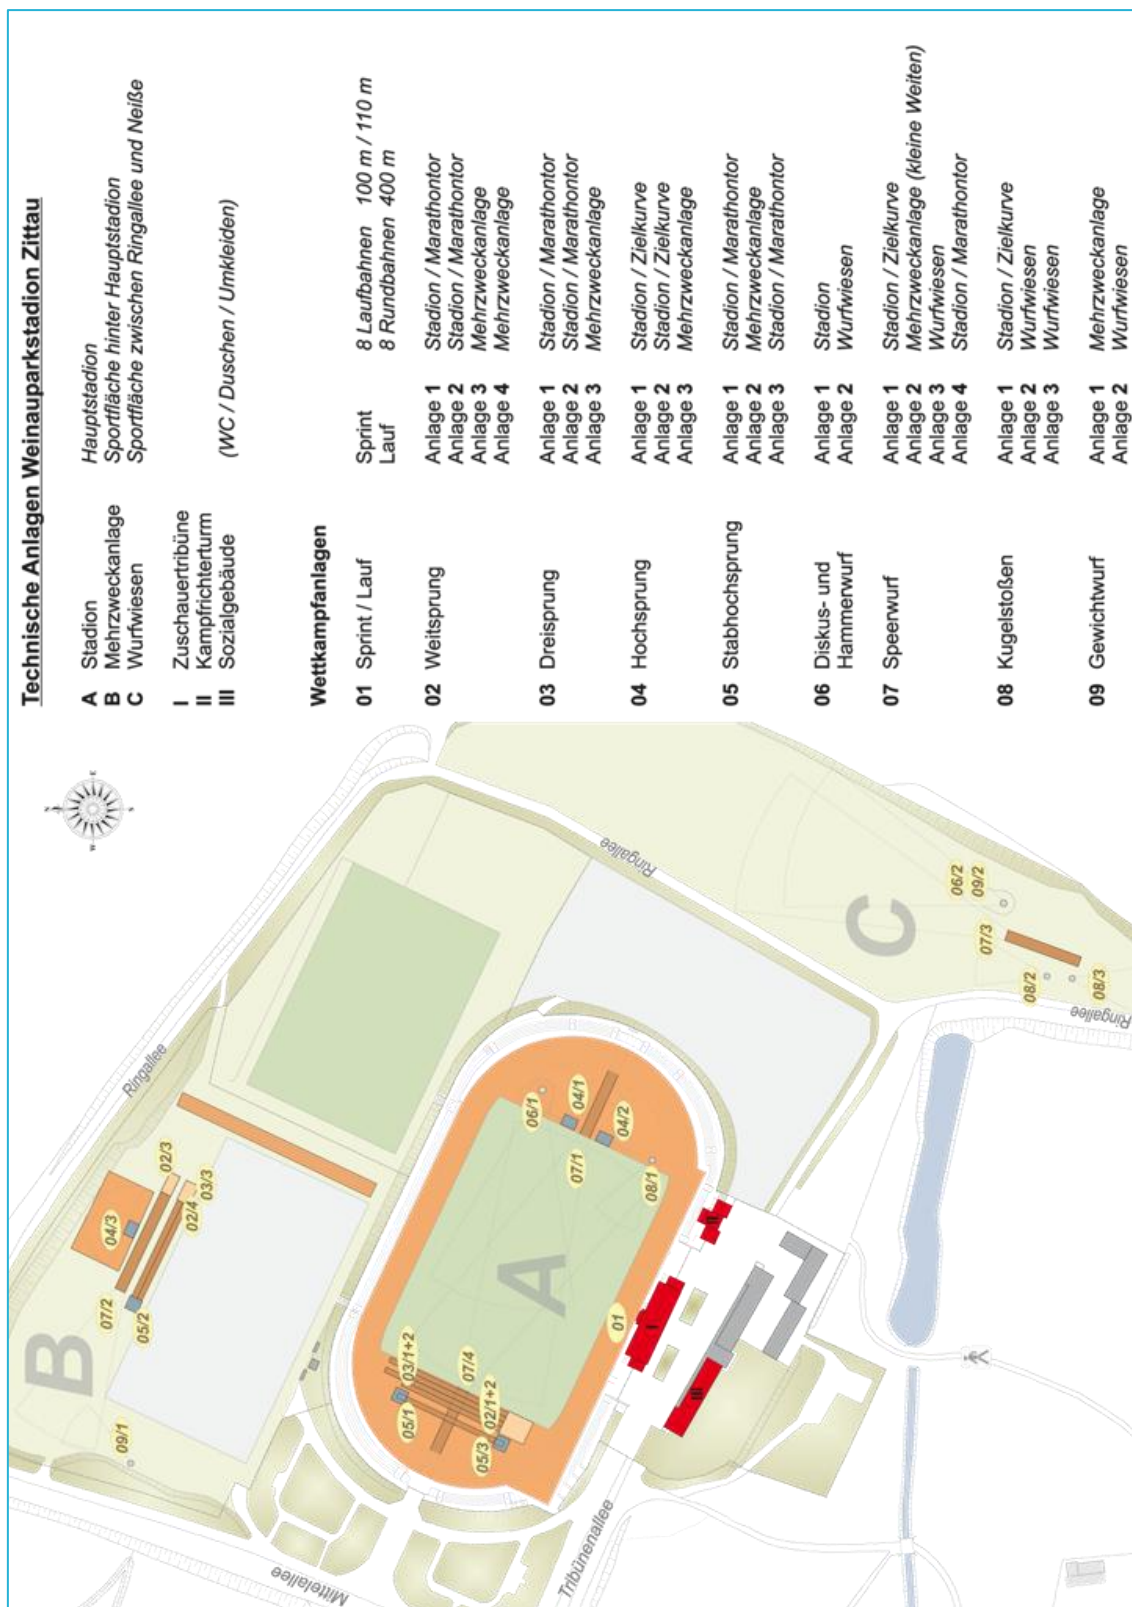 Technische Anlagen Weinauparkstadion Zittau
A Stadion Hauptstadion
B Mehrzweckanlage Sportfläche hinter Hauptstadion
C Wurfwiesen Sportfläche zwischen Ringallee und Neiße
I Zuschauertribüne
II Kampfrichterturm
III Sozialgebäude (WC / Duschen / Umkleiden)
Wettkampfanlagen
01 Sprint / Lauf Sprint 8 Laufbahnen 100 m / 110 m
Lauf 8 Rundbahnen 400 m
02 Weitsprung Anlage 1 Stadion / Marathontor
Anlage 2 Stadion / Marathontor
Anlage 3 Mehrzweckanlage
Anlage 4 Mehrzweckanlage
03 Dreisprung Anlage 1 Stadion / Marathontor
Anlage 2 Stadion / Marathontor
Anlage 3 Mehrzweckanlage
04 Hochsprung Anlage 1 Stadion / Zielkurve
Anlage 2 Stadion / Zielkurve
Anlage 3 Mehrzweckanlage
05 Stabhochsprung Anlage 1 Stadion / Marathontor
Anlage 2 Mehrzweckanlage
Anlage 3 Stadion / Marathontor
06 Diskus- und Anlage 1 Stadion
Hammerwurf Anlage 2 Wurfwiesen
07 Speerwurf Anlage 1 Stadion / Zielkurve
Anlage 2 Mehrzweckanlage (kleine Weiten)
Anlage 3 Wurfwiesen
Anlage 4 Stadion / Marathontor
08 Kugelstoßen Anlage 1 Stadion / Zielkurve
Anlage 2 Wurfwiesen
Anlage 3 Wurfwiesen
09 Gewichtwurf Anlage 1 Mehrzweckanlage
Anlage 2 Wurfwiesen
N
W
S
Ringallee
B
09/1
07/2
05/2
04/3
02/3
02/4
03/3
Mittelallee
A
05/1
03/1+2
07/4
02/1+2
05/3
06/1
04/1
07/1
04/2
08/1
01
I
II
III
Tribünenallee
Ringallee
C
06/2
09/2
07/3
08/2
08/3
Ringallee